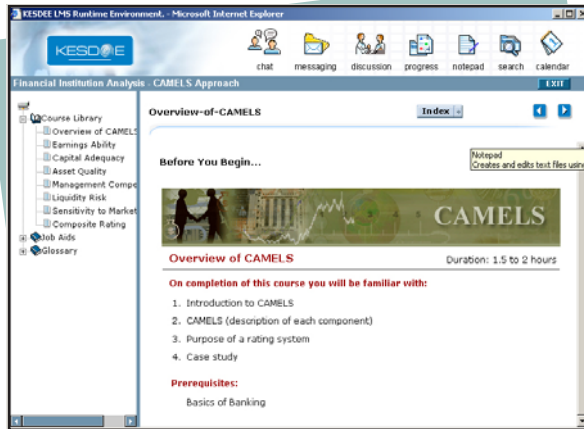 KESDEE LMS Runtime Environment, - Microsoft Internet Explorer
KESDEE
chat messaging discussion progress notepad search calendar
Financial Institution Analysis - CAMELS Approach EXIT
Course Library
Overview of CAMELS
Earnings Ability
Capital Adequacy
Asset Quality
Management Compe
Liquidity Risk
Sensitivity to Market
Composite Rating
Job Aids
Glossary
Overview-of-CAMELS Index
Before You Begin...
Notepad
Creates and edits text files using
CAMELS
Overview of CAMELS Duration: 1.5 to 2 hours
On completion of this course you will be familiar with:
1. Introduction to CAMELS
2. CAMELS (description of each component)
3. Purpose of a rating system
4. Case study
Prerequisites:
Basics of Banking